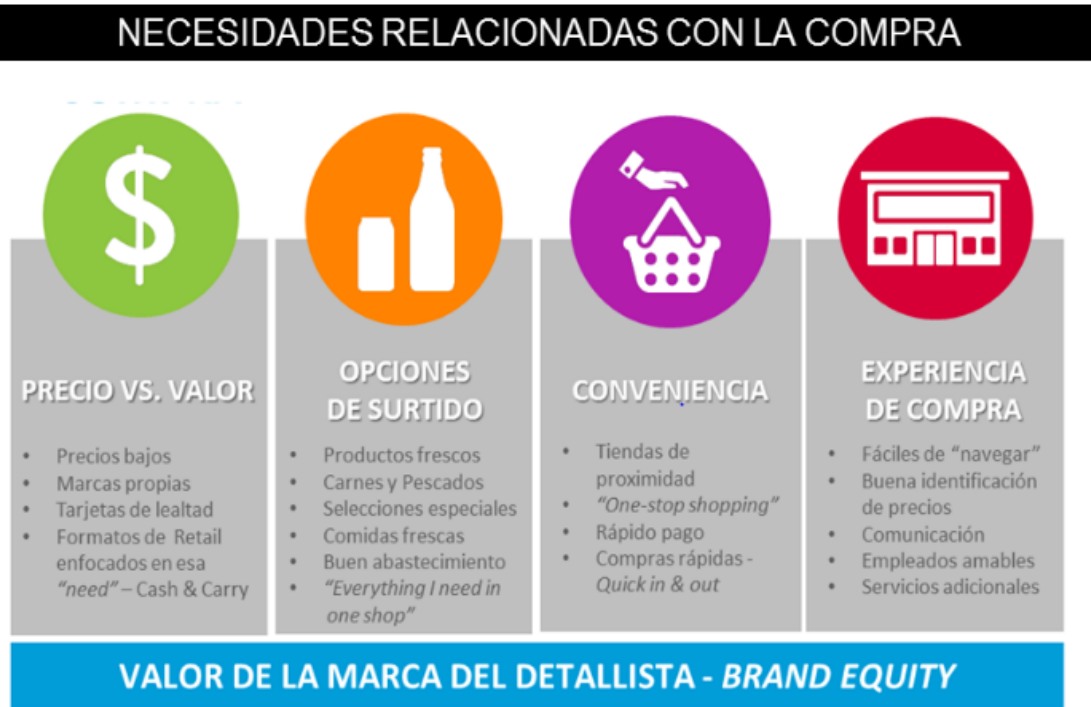 NECESIDADES RELACIONADAS CON LA COMPRA
PRECIO VS. VALOR
• Precios bajos
• Marcas propias
• Tarjetas de lealtad
• Formatos de Retail
enfocados en esa
“need” – Cash & Carry
OPCIONES
DE SURTIDO
• Productos frescos
• Carnes y Pescados
• Selecciones especiales
• Comidas frescas
• Buen abastecimiento
• “Everything I need in
one shop”
CONVENIENCIA
• Tiendas de
proximidad
• “One-stop shopping”
• Rápido pago
• Compras rápidas -
Quick in & out
EXPERIENCIA
DE COMPRA
• Fáciles de “navegar”
• Buena identificación
de precios
• Comunicación
• Empleados amables
• Servicios adicionales
VALOR DE LA MARCA DEL DETALLISTA - BRAND EQUITY